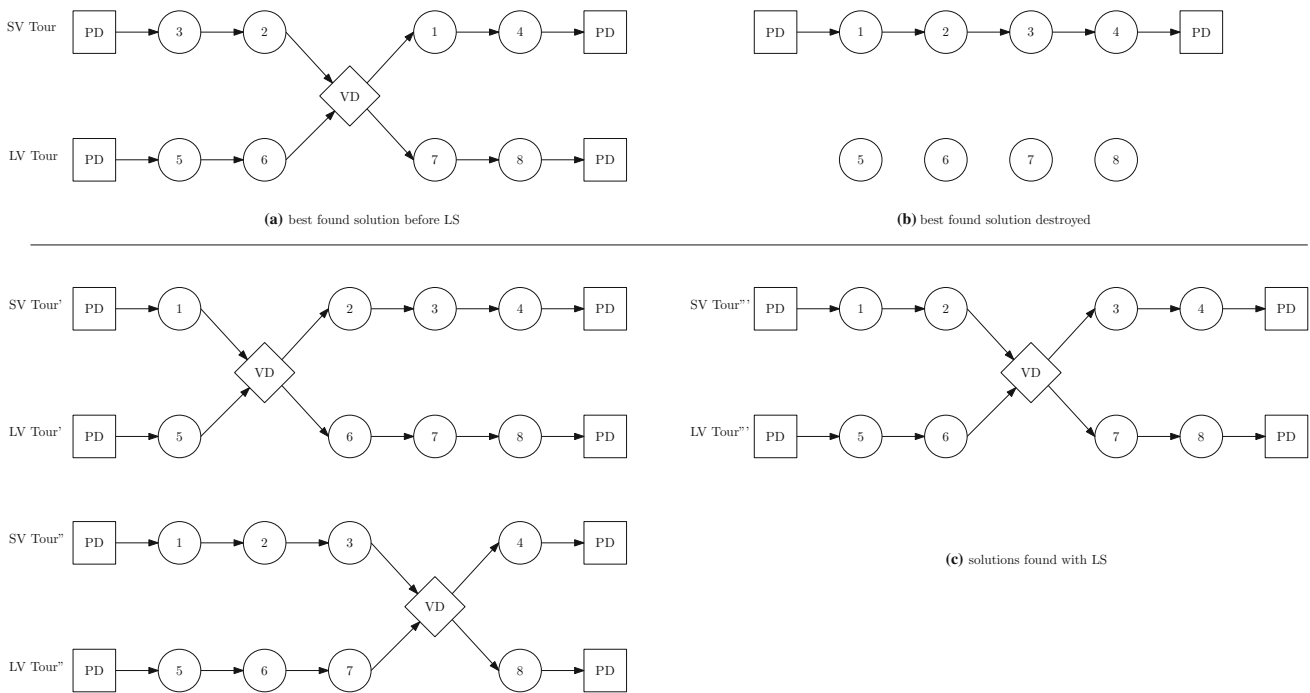 SV Tour PD 3 2 1 4 PD
VD
LV Tour PD 5 6 7 8 PD
(a) best found solution before LS
PD 1 2 3 4 PD
5 6 7 8
(b) best found solution destroyed
SV Tour' PD 1 2 3 4 PD
VD
LV Tour' PD 5 6 7 8 PD
SV Tour"' PD 1 2 3 4 PD
VD
LV Tour"' PD 5 6 7 8 PD
SV Tour" PD 1 2 3 4 PD
VD
LV Tour" PD 5 6 7 8 PD
(c) solutions found with LS